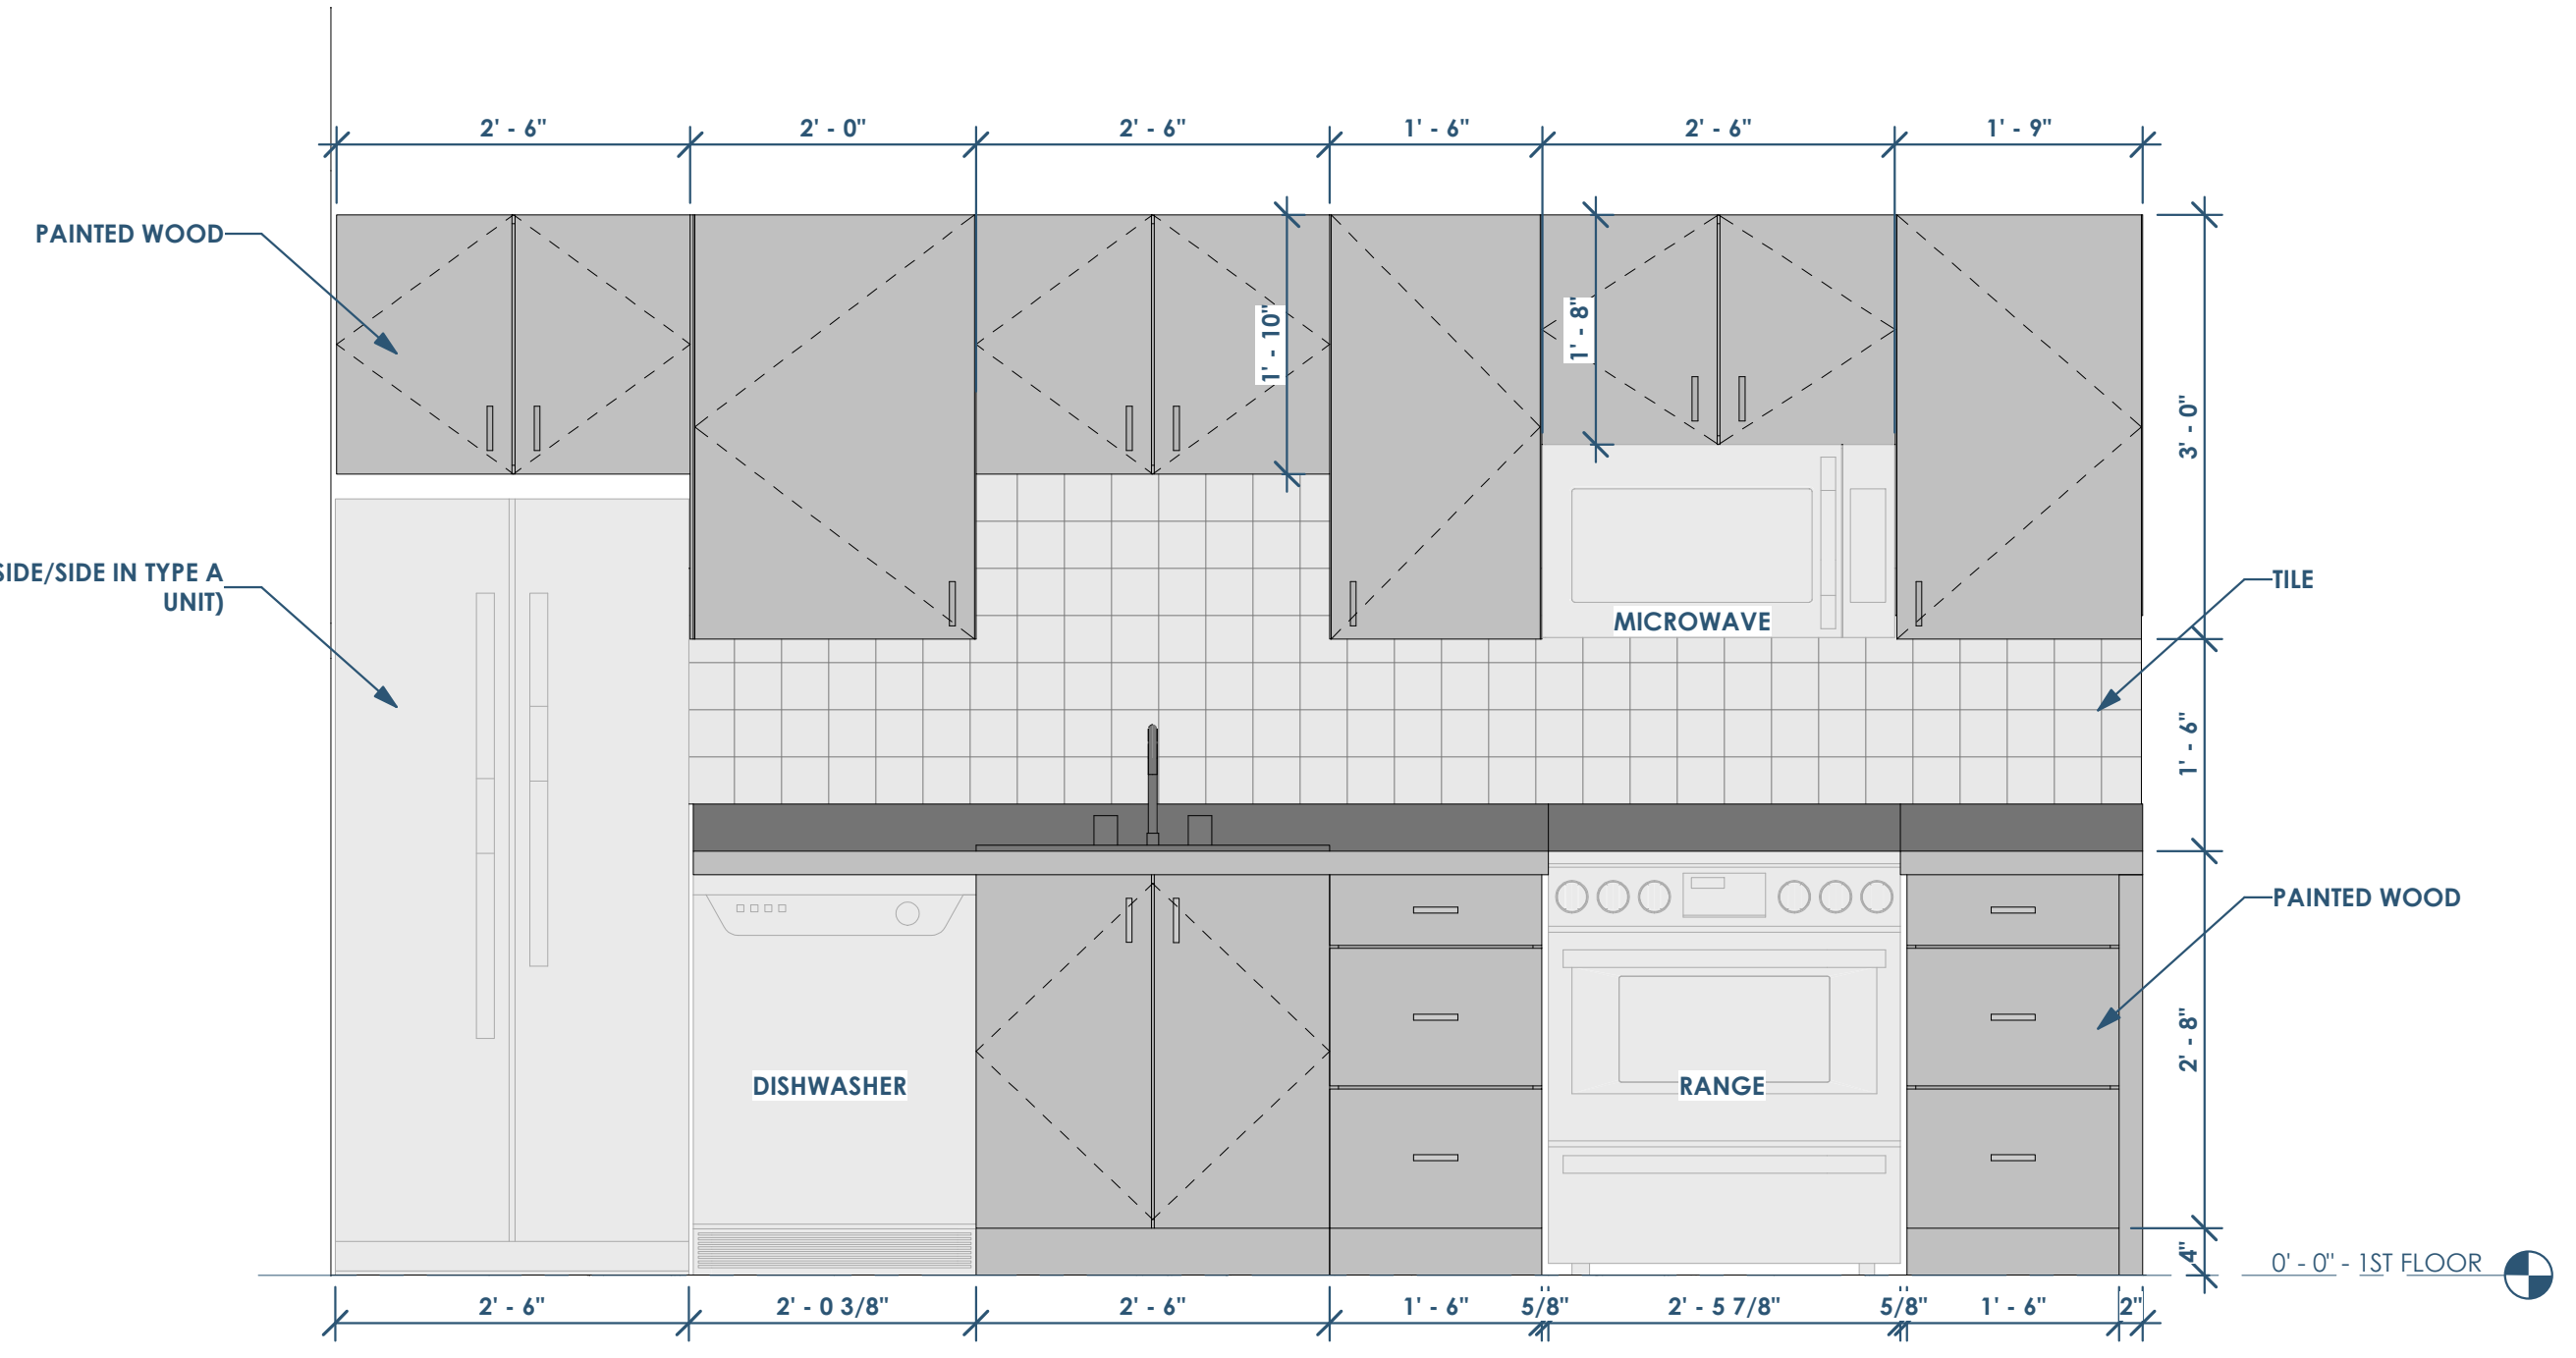 2' - 6" 2' - 0" 2' - 6" 1' - 6" 2' - 6" 1' - 9"
PAINTED WOOD
1' - 10"
1' - 8"
3' - 0"
SIDE/SIDE IN TYPE A
UNIT)
TILE
MICROWAVE
1' - 6"
PAINTED WOOD
2' - 8"
DISHWASHER
RANGE
4"
0' - 0" - 1ST FLOOR
2' - 6" 2' - 0 3/8" 2' - 6" 1' - 6" 5/8" 2' - 5 7/8" 5/8" 1' - 6" 2"